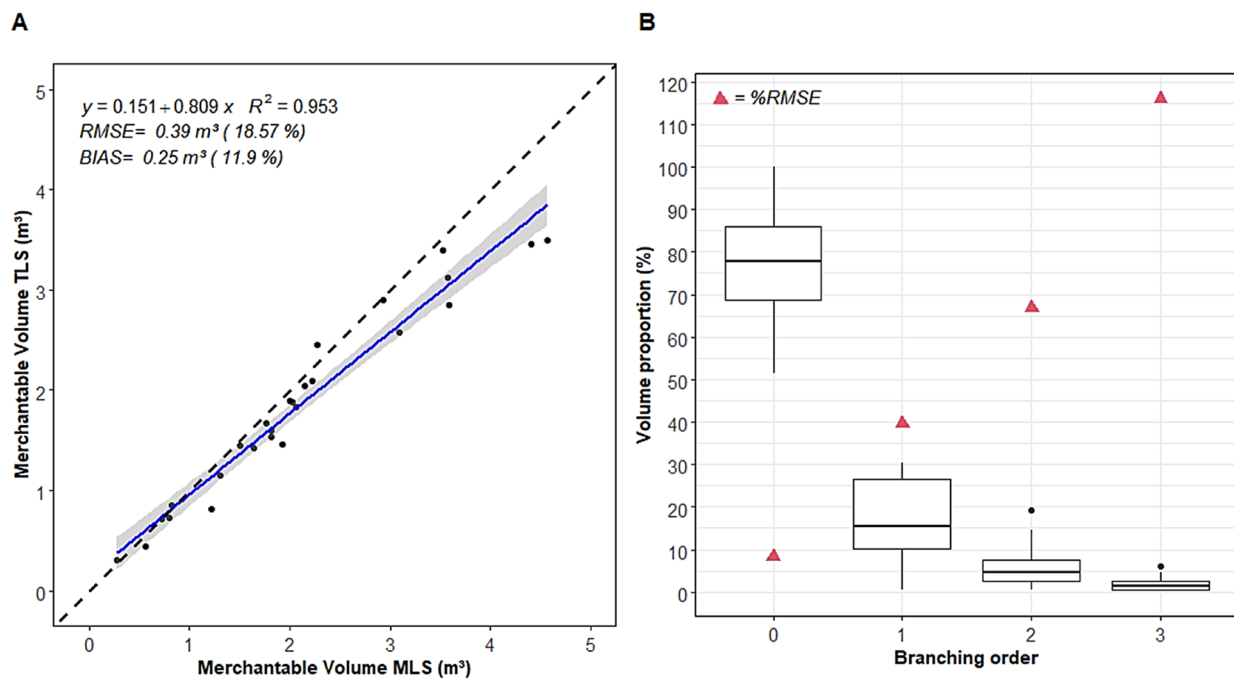 A
y = 0.151 + 0.809 x R² = 0.953
RMSE= 0.39 m³ ( 18.57 %)
BIAS= 0.25 m³ ( 11.9 %)
Merchantable Volume TLS (m³)
5
4
3
2
1
0
0 1 2 3 4 5
Merchantable Volume MLS (m³)
B
= %RMSE
Volume proportion (%)
120
110
100
90
80
70
60
50
40
30
20
10
0
0 1 2 3
Branching order